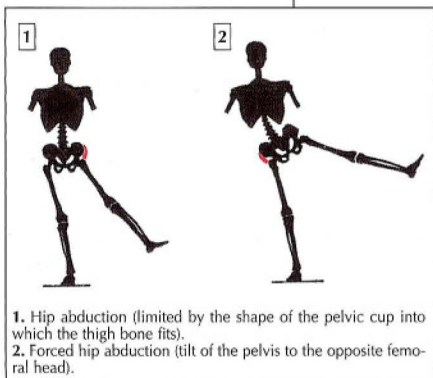 1
2
1. Hip abduction (limited by the shape of the pelvic cup into
which the thigh bone fits).
2. Forced hip abduction (tilt of the pelvis to the opposite femo-
ral head).